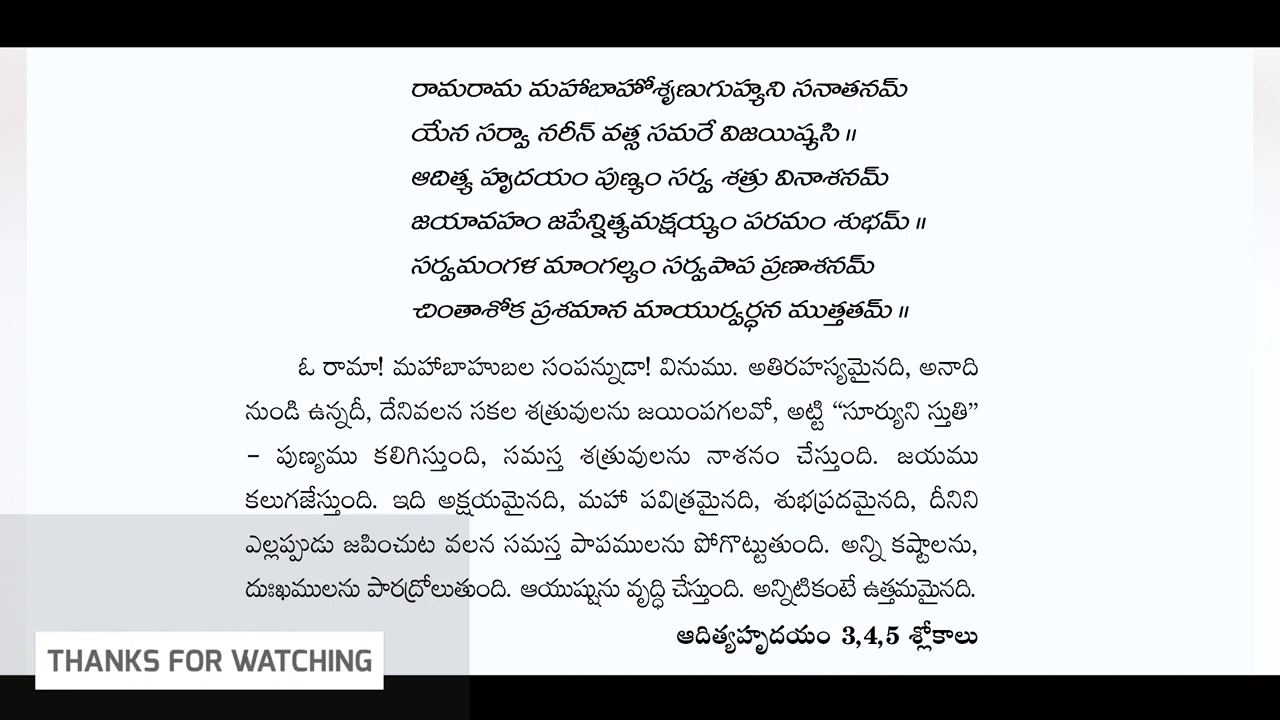 రామరామ మహాబాహోశృణుగుహ్యని సనాతనమ్
యేన సర్వా నరీన్ వత్స సమరే విజయిష్యసి ॥
ఆదిత్య హృదయం పుణ్యం సర్వ శత్రు వినాశనమ్
జయావహం జపేన్నిత్యమక్షయ్యం పరమం శుభమ్ ॥
సర్వమంగళ మాంగల్యం సర్వపాప ప్రణాశనమ్
చింతాశోక ప్రశమాన మాయుర్వర్ధన ముత్తతమ్ ॥
ఓ రామా! మహాబాహుబల సంపన్నుడా! వినుము. అతిరహస్యమైనది, అనాది
నుండి ఉన్నదీ, దేనివలన సకల శత్రువులను జయింపగలవో, అట్టి “సూర్యుని స్తుతి”
– పుణ్యము కలిగిస్తుంది, సమస్త శత్రువులను నాశనం చేస్తుంది. జయము
కలుగజేస్తుంది. ఇది అక్షయమైనది, మహా పవిత్రమైనది, శుభప్రదమైనది, దీనిని
ఎల్లప్పుడు జపించుట వలన సమస్త పాపములను పోగొట్టుతుంది. అన్ని కష్టాలను,
దుఃఖములను పారద్రోలుతుంది. ఆయుష్షును వృద్ధి చేస్తుంది. అన్నిటికంటే ఉత్తమమైనది.
ఆదిత్యహృదయం 3,4,5 శ్లోకాలు
THANKS FOR WATCHING